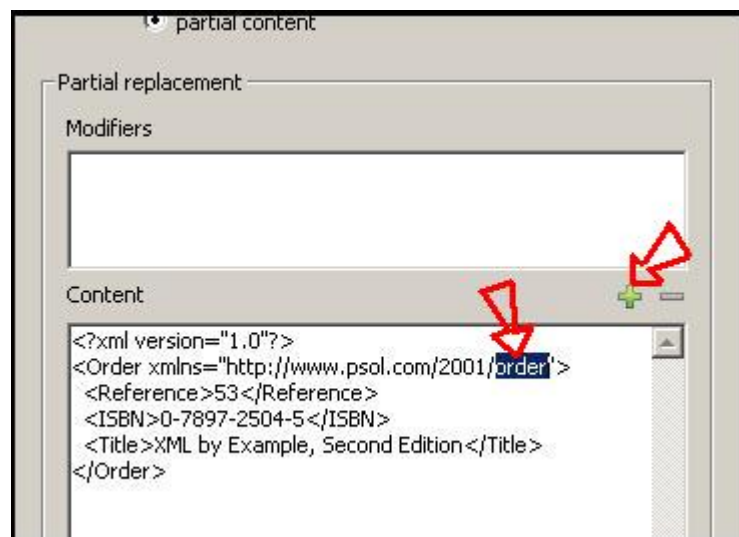 partial content
Partial replacement
Modifiers
Content
<?xml version="1.0"?>
<Order xmlns="http://www.psol.com/2001/order">
<Reference>53</Reference>
<ISBN>0-7897-2504-5</ISBN>
<Title>XML by Example, Second Edition</Title>
</Order>